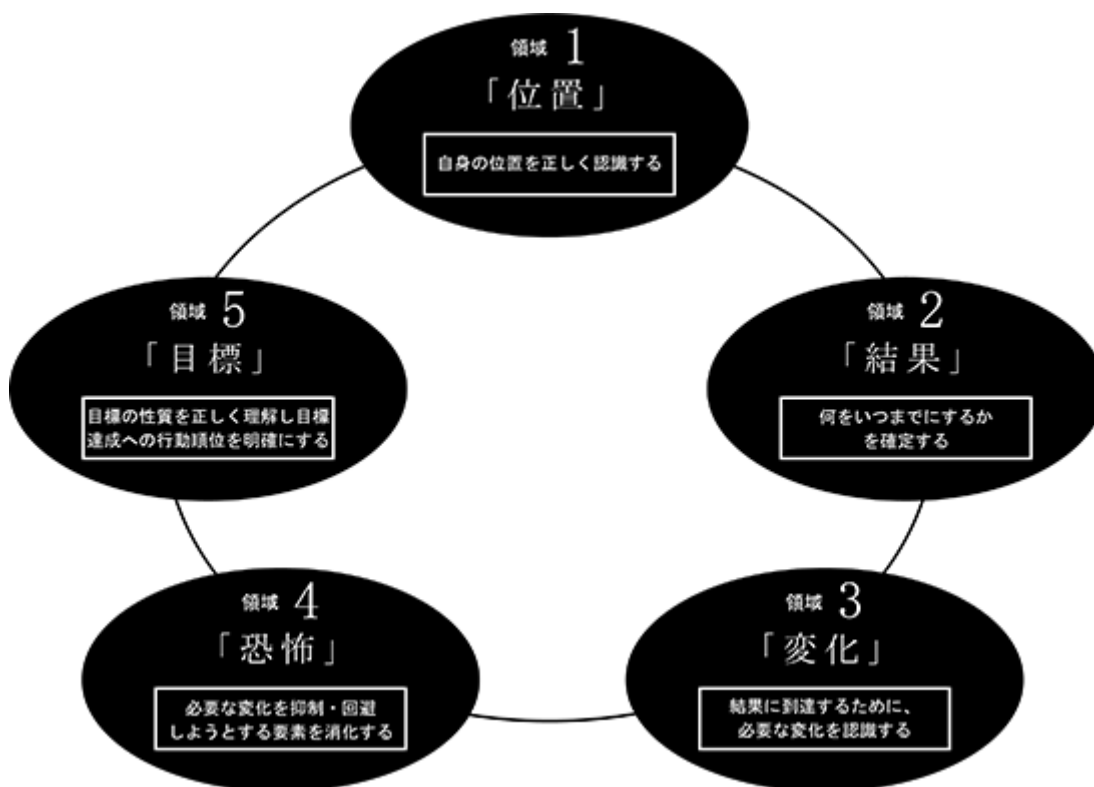 領域 1
「位置」
自身の位置を正しく認識する
領域 2
「結果」
何をいつまでにするか
を確定する
領域 3
「変化」
結果に到達するために、
必要な変化を認識する
領域 4
「恐怖」
必要な変化を抑制・回避
しようとする要素を消化する
領域 5
「目標」
目標の性質を正しく理解し目標
達成への行動順位を明確にする